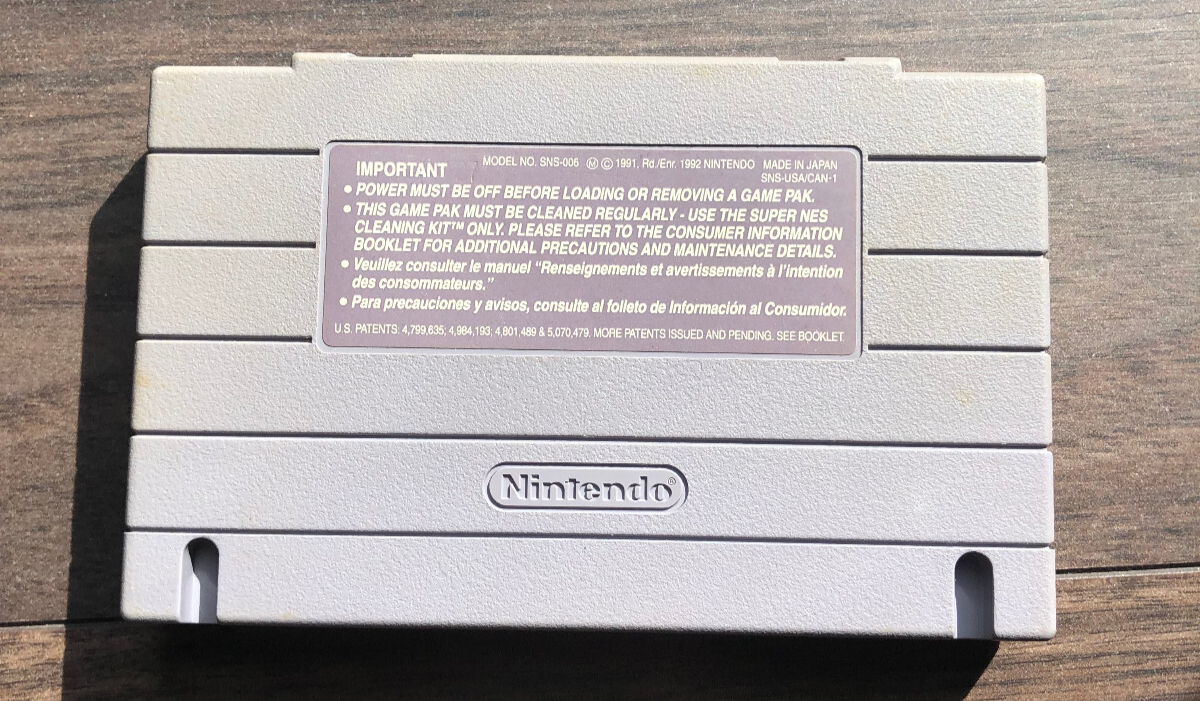 IMPORTANT MODEL NO. SNS-006 Ⓜ © 1991, Rd./Enr. 1992 NINTENDO MADE IN JAPAN
SNS-USA/CAN-1
• POWER MUST BE OFF BEFORE LOADING OR REMOVING A GAME PAK.
• THIS GAME PAK MUST BE CLEANED REGULARLY - USE THE SUPER NES
CLEANING KIT™ ONLY. PLEASE REFER TO THE CONSUMER INFORMATION
BOOKLET FOR ADDITIONAL PRECAUTIONS AND MAINTENANCE DETAILS.
• Veuillez consulter le manuel "Renseignements et avertissements à l'intention
des consommateurs."
• Para precauciones y avisos, consulte al folleto de Información al Consumidor.
U.S. PATENTS: 4,799,635; 4,984,193; 4,801,489 & 5,070,479. MORE PATENTS ISSUED AND PENDING. SEE BOOKLET.
Nintendo®